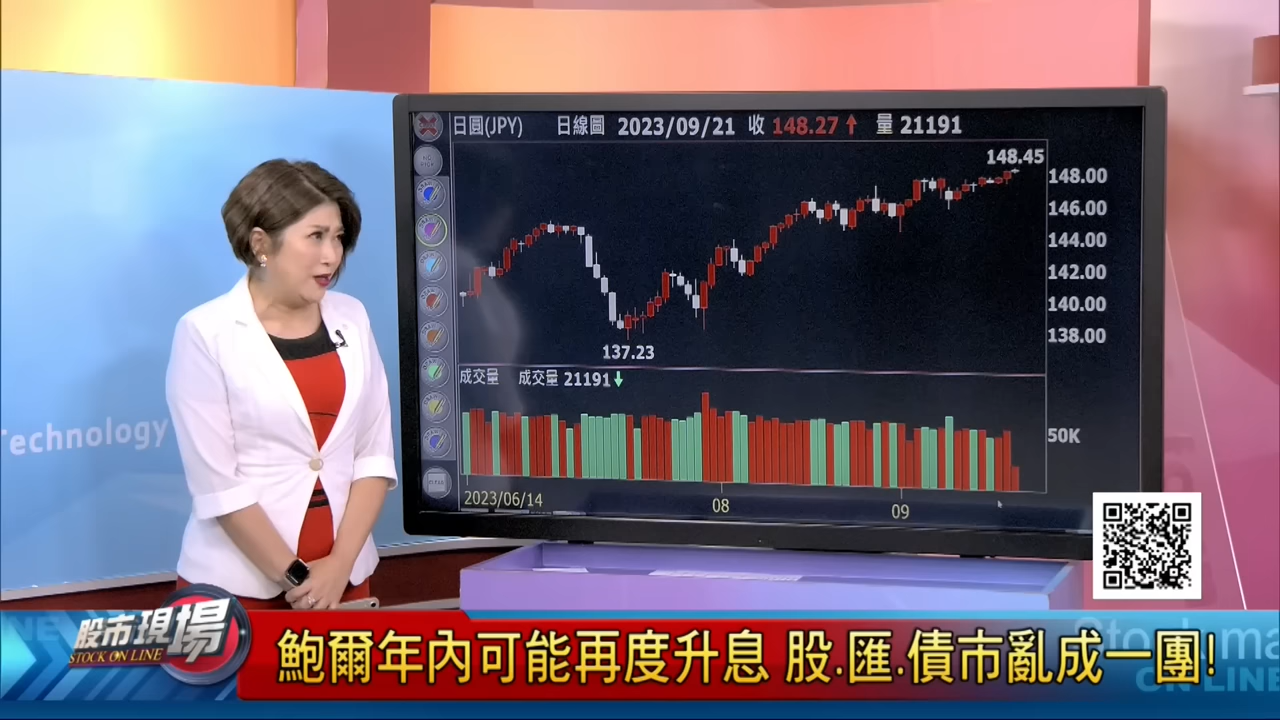 日圓(JPY) 日線圖 2023/09/21 收 148.27↑ 量 21191
148.45
148.00
146.00
144.00
142.00
140.00
138.00
137.23
成交量 成交量 21191↓
50K
2023/06/14 08 09
Technology
股市現場
STOCK ON LINE
鮑爾年內可能再度升息 股.匯.債市亂成一團!
ON LINE